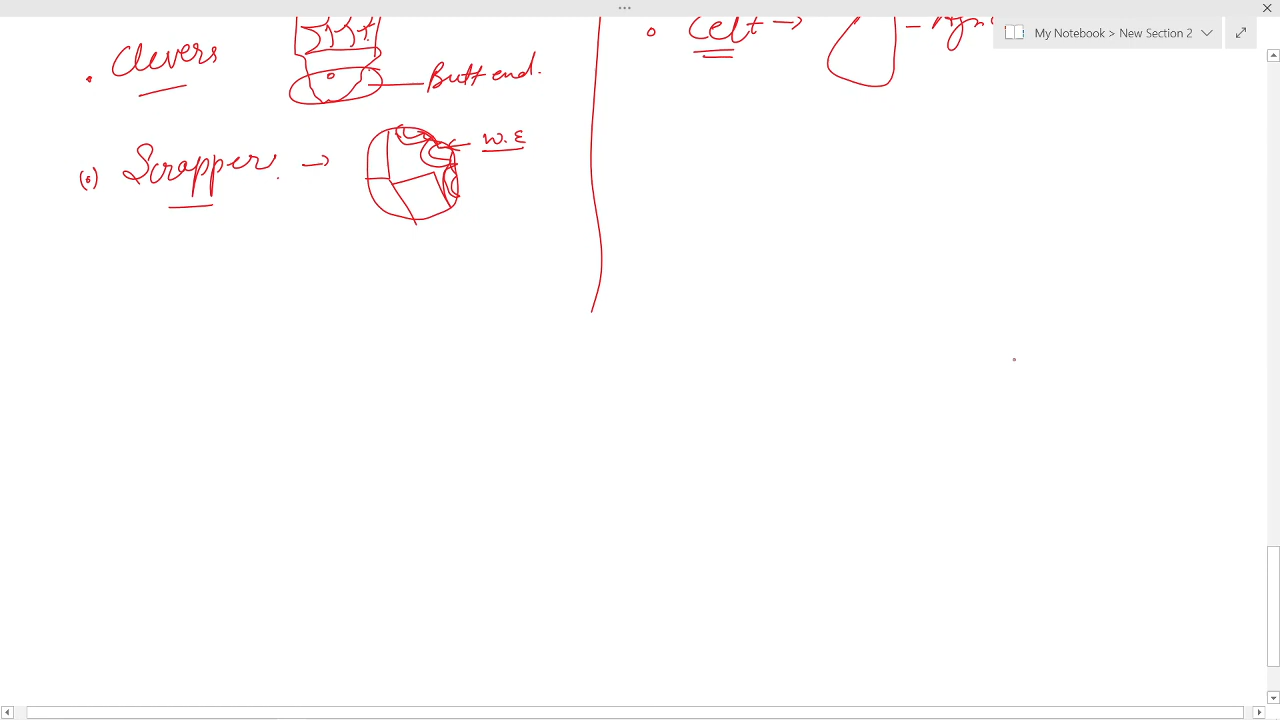 My Notebook > New Section 2
. Clevers
Butt end.
(6) Scrapper. →
W.E
Celt →